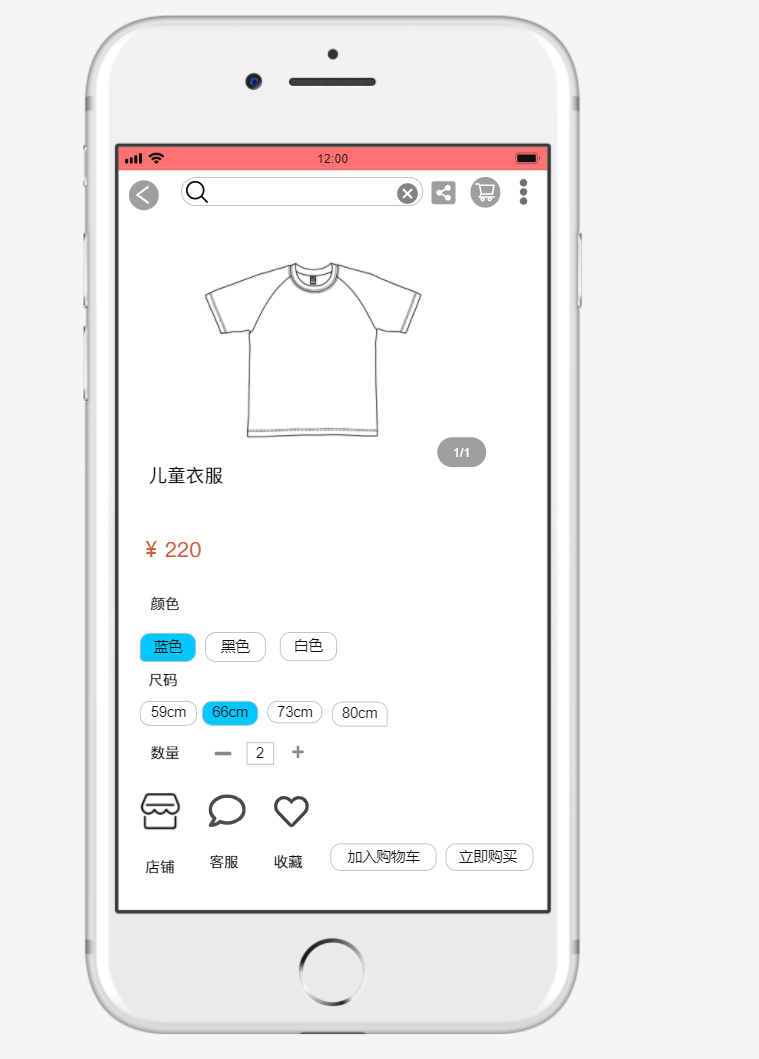 12:00
1/1
儿童衣服
¥ 220
颜色
蓝色 黑色 白色
尺码
59cm 66cm 73cm 80cm
数量 2
店铺 客服 收藏 加入购物车 立即购买